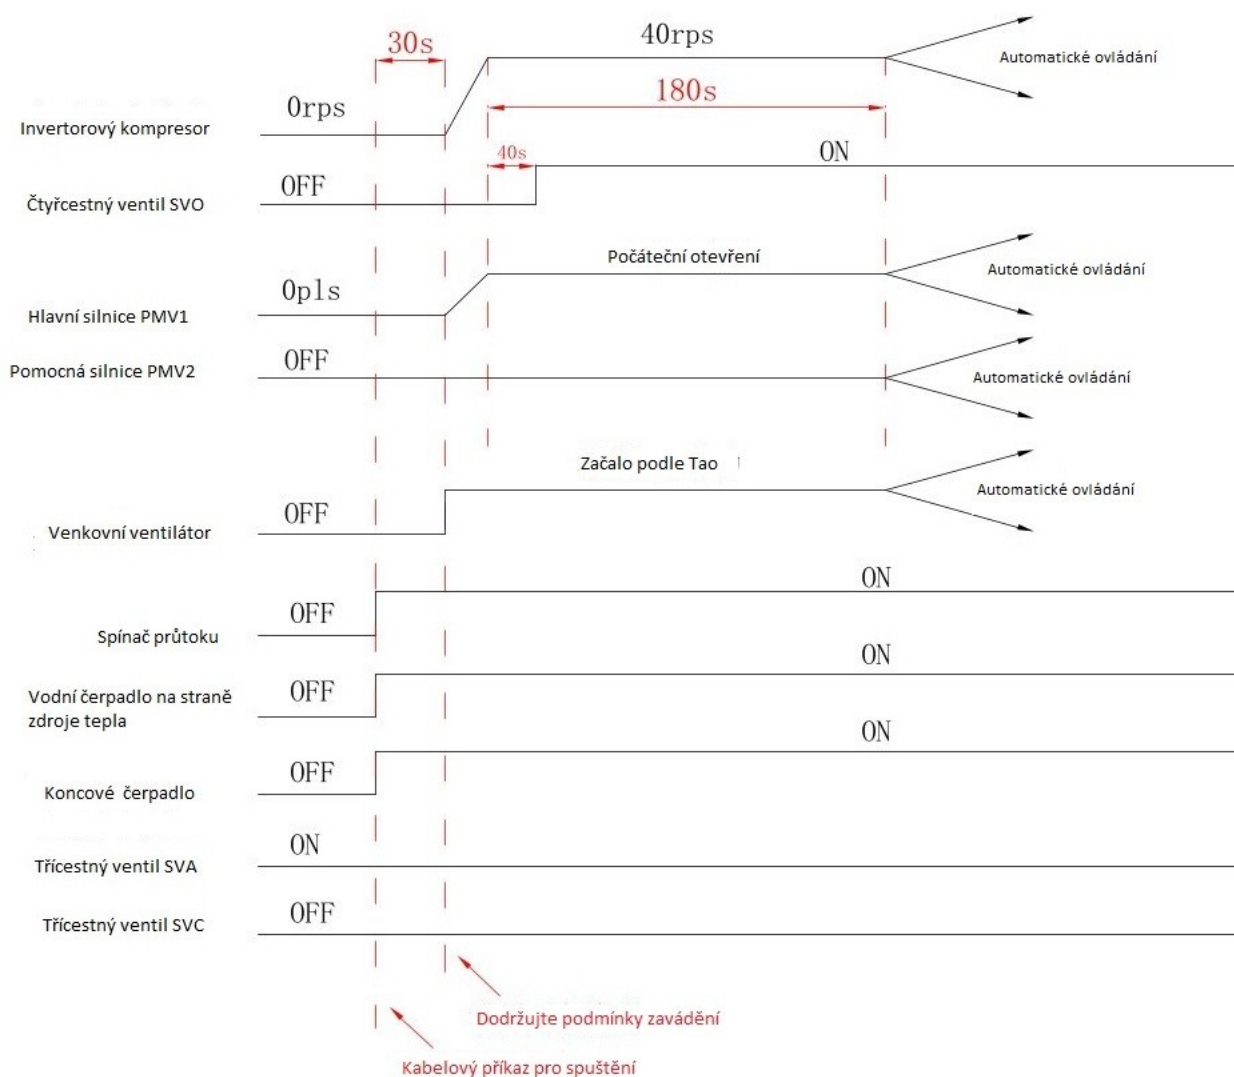 30s
40rps
Automatické ovládání
0rps
180s
Invertorový kompresor
40s
ON
OFF
Čtyřcestný ventil SVO
Počáteční otevření
Automatické ovládání
0pls
Hlavní silnice PMV1
OFF
Pomocná silnice PMV2
Automatické ovládání
Začalo podle Tao
Automatické ovládání
OFF
Venkovní ventilátor
ON
OFF
Spínač průtoku
ON
OFF
Vodní čerpadlo na straně
zdroje tepla
ON
OFF
Koncové čerpadlo
ON
Třícestný ventil SVA
OFF
Třícestný ventil SVC
Dodržujte podmínky zavádění
Kabelový příkaz pro spuštění